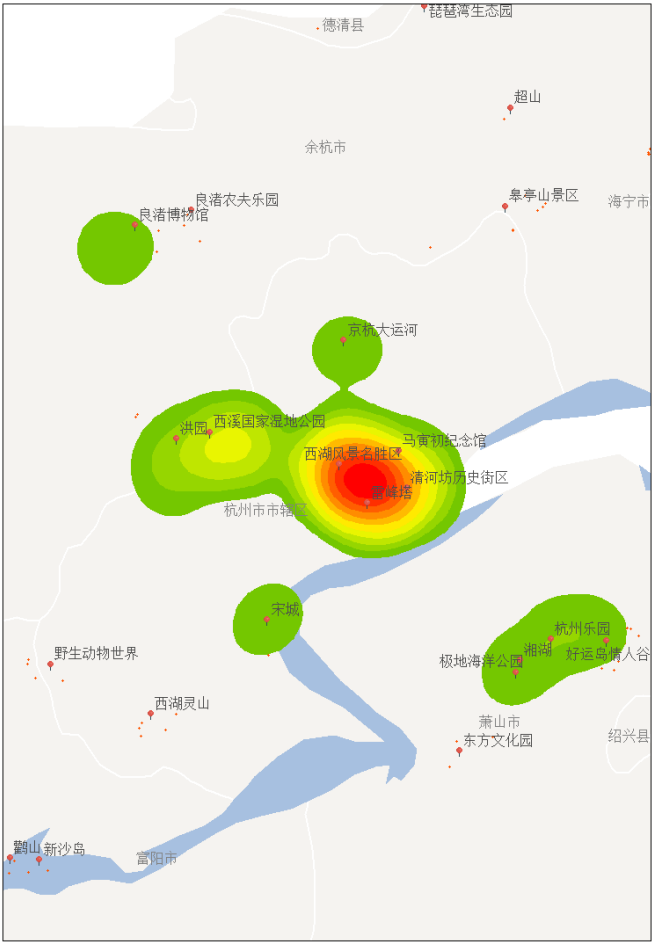 琵琶湾生态园
德清县
超山
余杭市
皋亭山景区
海宁市
良渚农夫乐园
良渚博物馆
京杭大运河
西溪国家湿地公园
洪园
马寅初纪念馆
西湖风景名胜区
清河坊历史街区
雷峰塔
杭州市市辖区
宋城
杭州乐园
湘湖
好运岛情人谷
极地海洋公园
野生动物世界
西湖灵山
萧山市
东方文化园
绍兴县
鹳山
新沙岛
富阳市